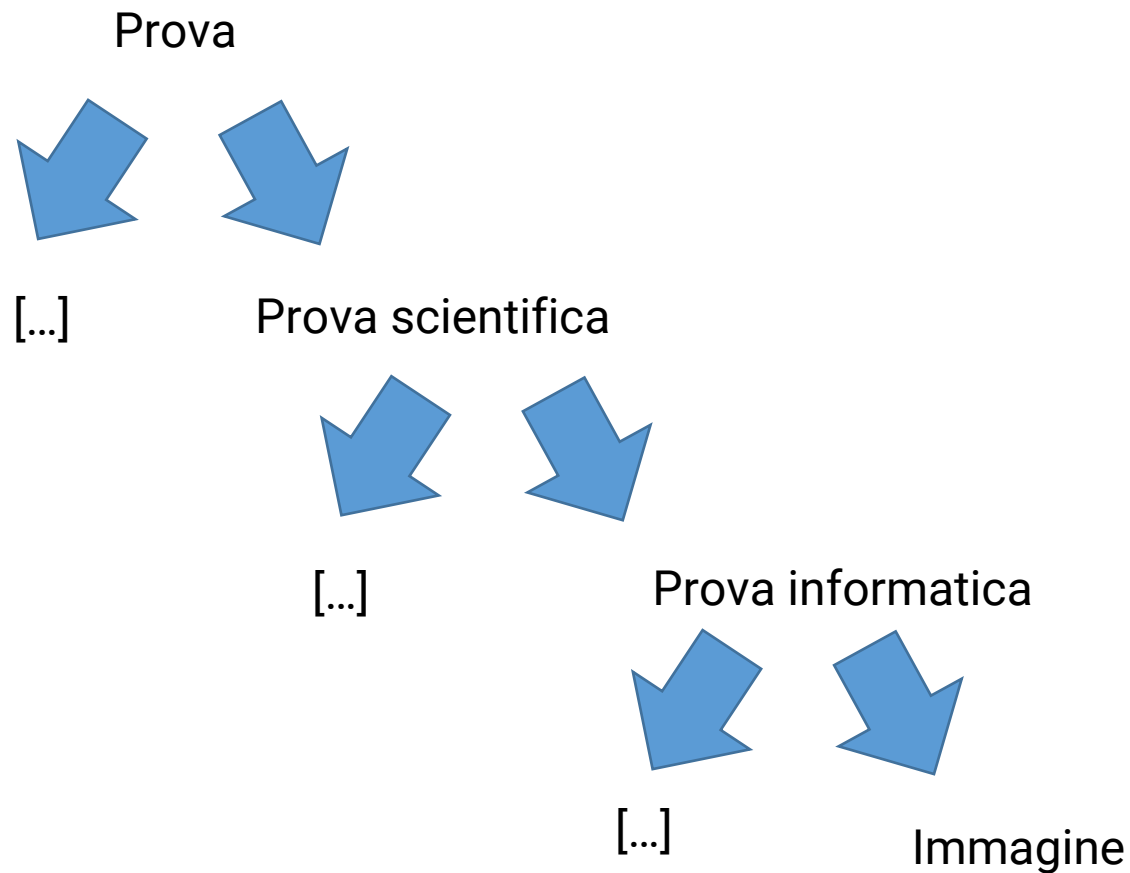 Prova
[...]
Prova scientifica
[...]
Prova informatica
[...]
Immagine